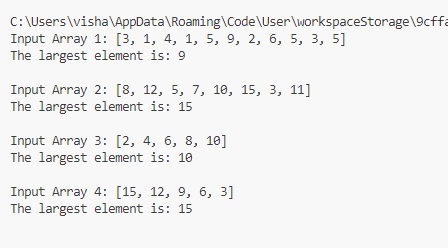 C:\Users\visha\AppData\Roaming\Code\User\workspaceStorage\9cffa
Input Array 1: [3, 1, 4, 1, 5, 9, 2, 6, 5, 3, 5]
The largest element is: 9
Input Array 2: [8, 12, 5, 7, 10, 15, 3, 11]
The largest element is: 15
Input Array 3: [2, 4, 6, 8, 10]
The largest element is: 10
Input Array 4: [15, 12, 9, 6, 3]
The largest element is: 15